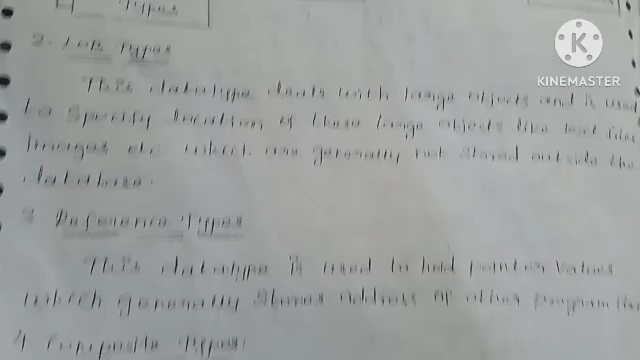 Types
2. LOB Types
This datatype deals with large objects and is used
to specify location of these large objects like text files
Images etc which are generally not stored outside the
database.
3 Reference Types
This datatype is used to hold pointer values
which generally stores address of other program
4 Composite Types:
KINEMASTER